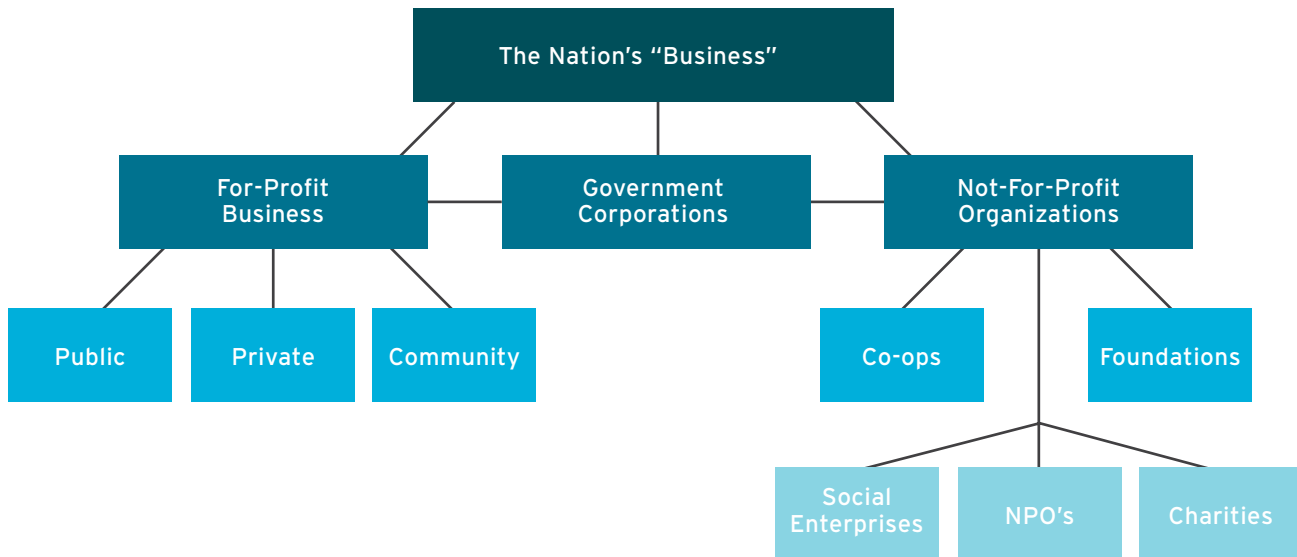 The Nation’s “Business”
For-Profit
Business
Government
Corporations
Not-For-Profit
Organizations
Public
Private
Community
Co-ops
Foundations
Social
Enterprises
NPO’s
Charities